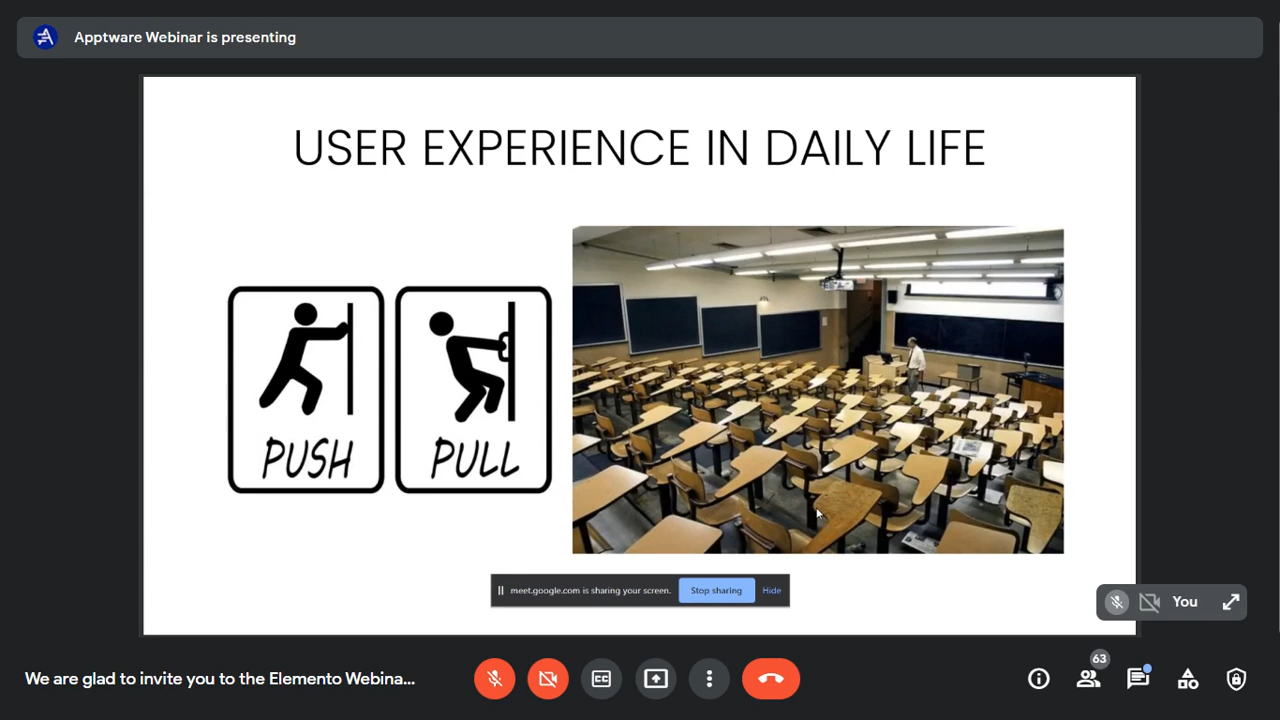 Apptware Webinar is presenting
USER EXPERIENCE IN DAILY LIFE
PUSH
PULL
meet.google.com is sharing your screen.
Stop sharing
Hide
You
63
We are glad to invite you to the Elemento Webina...
CC